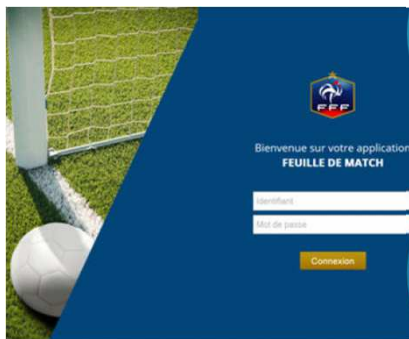 FFF
Bienvenue sur votre application
FEUILLE DE MATCH
Identifiant
Mot de passe
Connexion